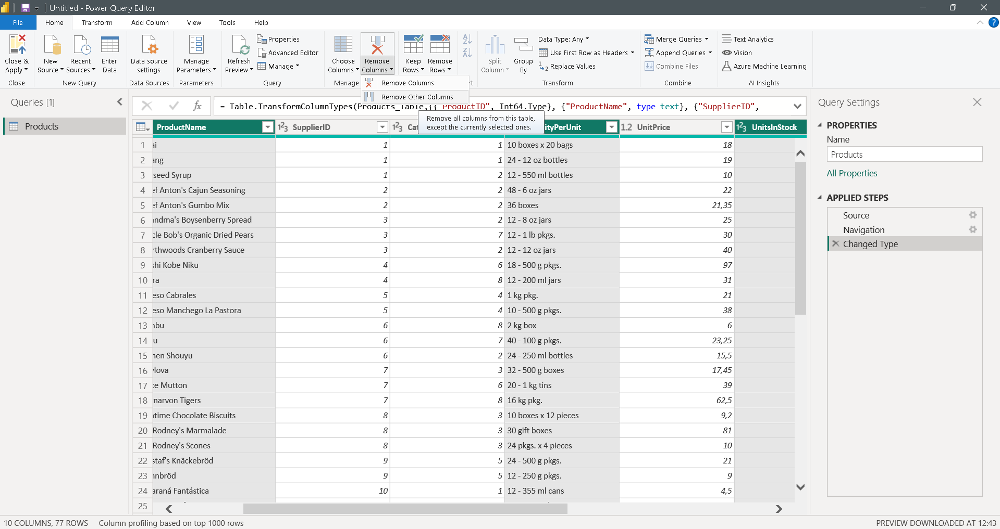 Untitled - Power Query Editor
File Home Transform Add Column View Tools Help
Close & Apply
Close
New Source
Recent Sources
Enter Data
New Query
Data source settings
Data Sources
Manage Parameters
Parameters
Refresh Preview
Properties
Advanced Editor
Manage
Query
Choose Columns
Remove Columns
Manage
Remove Columns
Remove Other Columns
Remove all columns from this table,
except the currently selected ones.
Keep Rows
Remove Rows
A
Z
Z
A
rt
Split Column
Group By
Data Type: Any
Use First Row as Headers
1
2 Replace Values
Transform
Merge Queries
Append Queries
Combine Files
Combine
Text Analytics
Vision
Azure Machine Learning
AI Insights
?
Queries [1]
Products
fx
= Table.TransformColumnTypes(Products_Table,{{"ProductID", Int64.Type}, {"ProductName", type text}, {"SupplierID",
ProductName 123 SupplierID 123 Cat ityPerUnit 1.2 UnitPrice 123 UnitsInStock
1 ai 1 1 10 boxes x 20 bags 18
2 ang 1 1 24 - 12 oz bottles 19
3 seed Syrup 1 2 12 - 550 ml bottles 10
4 ef Anton's Cajun Seasoning 2 2 48 - 6 oz jars 22
5 ef Anton's Gumbo Mix 2 2 36 boxes 21,35
6 andma's Boysenberry Spread 3 2 12 - 8 oz jars 25
7 cle Bob's Organic Dried Pears 3 7 12 - 1 lb pkgs. 30
8 rthwoods Cranberry Sauce 3 2 12 - 12 oz jars 40
9 shi Kobe Niku 4 6 18 - 500 g pkgs. 97
10 ra 4 8 12 - 200 ml jars 31
11 eso Cabrales 5 4 1 kg pkg. 21
12 eso Manchego La Pastora 5 4 10 - 500 g pkgs. 38
13 nbu 6 8 2 kg box 6
14 u 6 7 40 - 100 g pkgs. 23,25
15 nen Shouyu 6 2 24 - 250 ml bottles 15,5
16 vlova 7 3 32 - 500 g boxes 17,45
17 ce Mutton 7 6 20 - 1 kg tins 39
18 narvon Tigers 7 8 16 kg pkg. 62,5
19 atime Chocolate Biscuits 8 3 10 boxes x 12 pieces 9,2
20 Rodney's Marmalade 8 3 30 gift boxes 81
21 Rodney's Scones 8 3 24 pkgs. x 4 pieces 10
22 staf's Knäckebröd 9 5 24 - 500 g pkgs. 21
23 nnbröd 9 5 12 - 250 g pkgs. 9
24 araná Fantástica 10 1 12 - 355 ml cans 4,5
25
Query Settings
PROPERTIES
Name
Products
All Properties
APPLIED STEPS
Source
Navigation
Changed Type
10 COLUMNS, 77 ROWS Column profiling based on top 1000 rows
PREVIEW DOWNLOADED AT 12:43